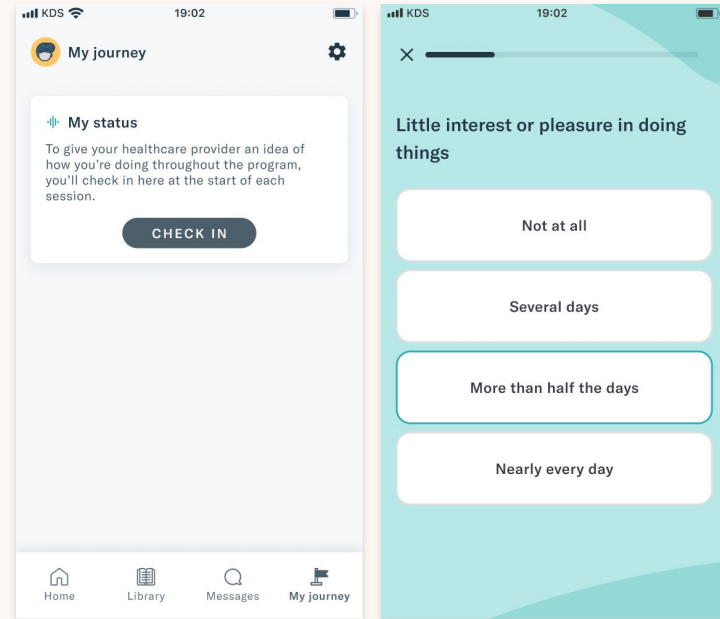 KDS
19:02
My journey
My status
To give your healthcare provider an idea of
how you're doing throughout the program,
you'll check in here at the start of each
session.
CHECK IN
Home
Library
Messages
My journey
KDS
19:02
Little interest or pleasure in doing
things
Not at all
Several days
More than half the days
Nearly every day